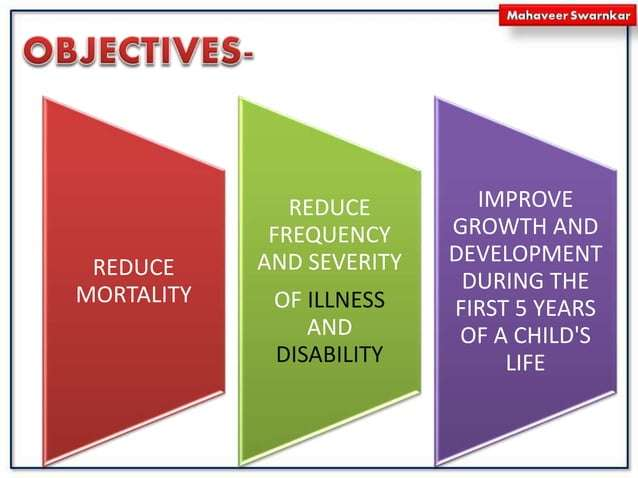 Mahaveer Swarnkar
OBJECTIVES-
REDUCE
MORTALITY
REDUCE
FREQUENCY
AND SEVERITY
OF ILLNESS
AND
DISABILITY
IMPROVE
GROWTH AND
DEVELOPMENT
DURING THE
FIRST 5 YEARS
OF A CHILD'S
LIFE